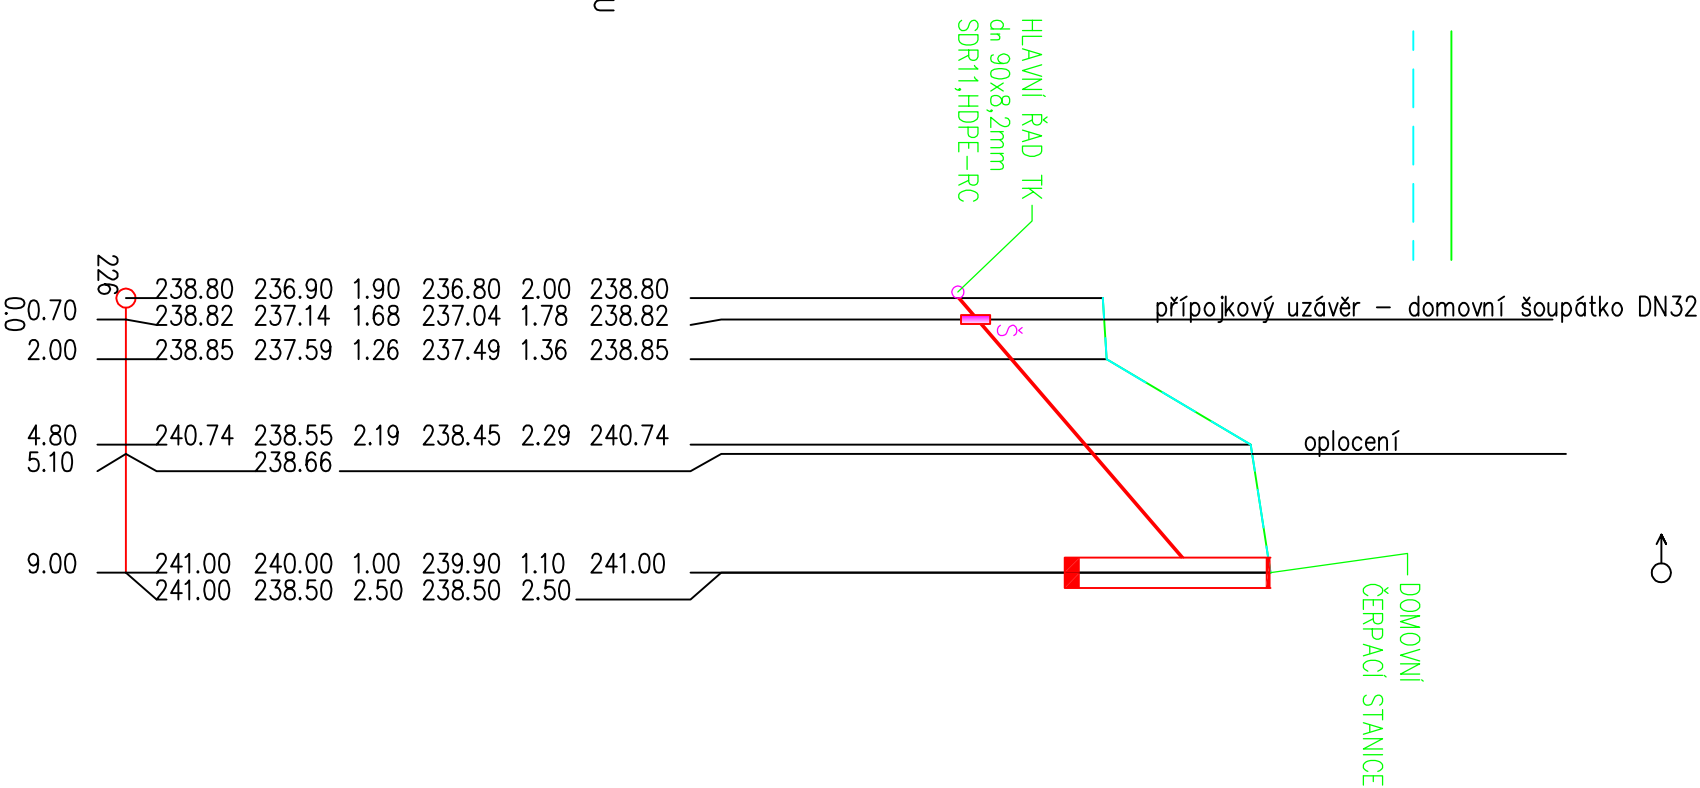 HLAVNÍ ŘAD TK
dn 90x8,2mm
SDR11,HDPE-RC
226
0.0
238.80 236.90 1.90 236.80 2.00 238.80
0.70 238.82 237.14 1.68 237.04 1.78 238.82
přípojkový uzávěr – domovní šoupátko DN32
Š
2.00 238.85 237.59 1.26 237.49 1.36 238.85
4.80 240.74 238.55 2.19 238.45 2.29 240.74
oplocení
5.10 238.66
9.00 241.00 240.00 1.00 239.90 1.10 241.00
241.00 238.50 2.50 238.50 2.50
DOMOVNÍ
ČERPACÍ STANICE